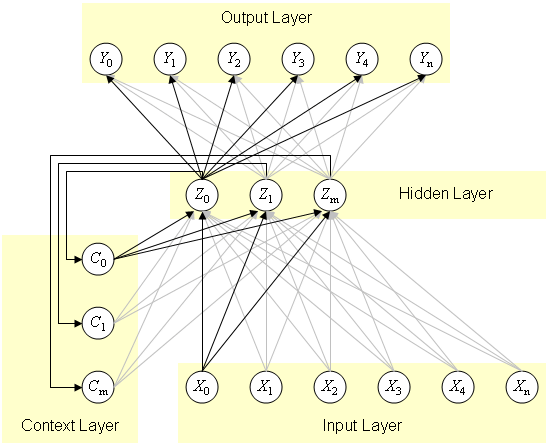 Output Layer
Y0 Y1 Y2 Y3 Y4 Yn
Z0 Z1 Zm Hidden Layer
C0
C1
Cm X0 X1 X2 X3 X4 Xn
Context Layer Input Layer